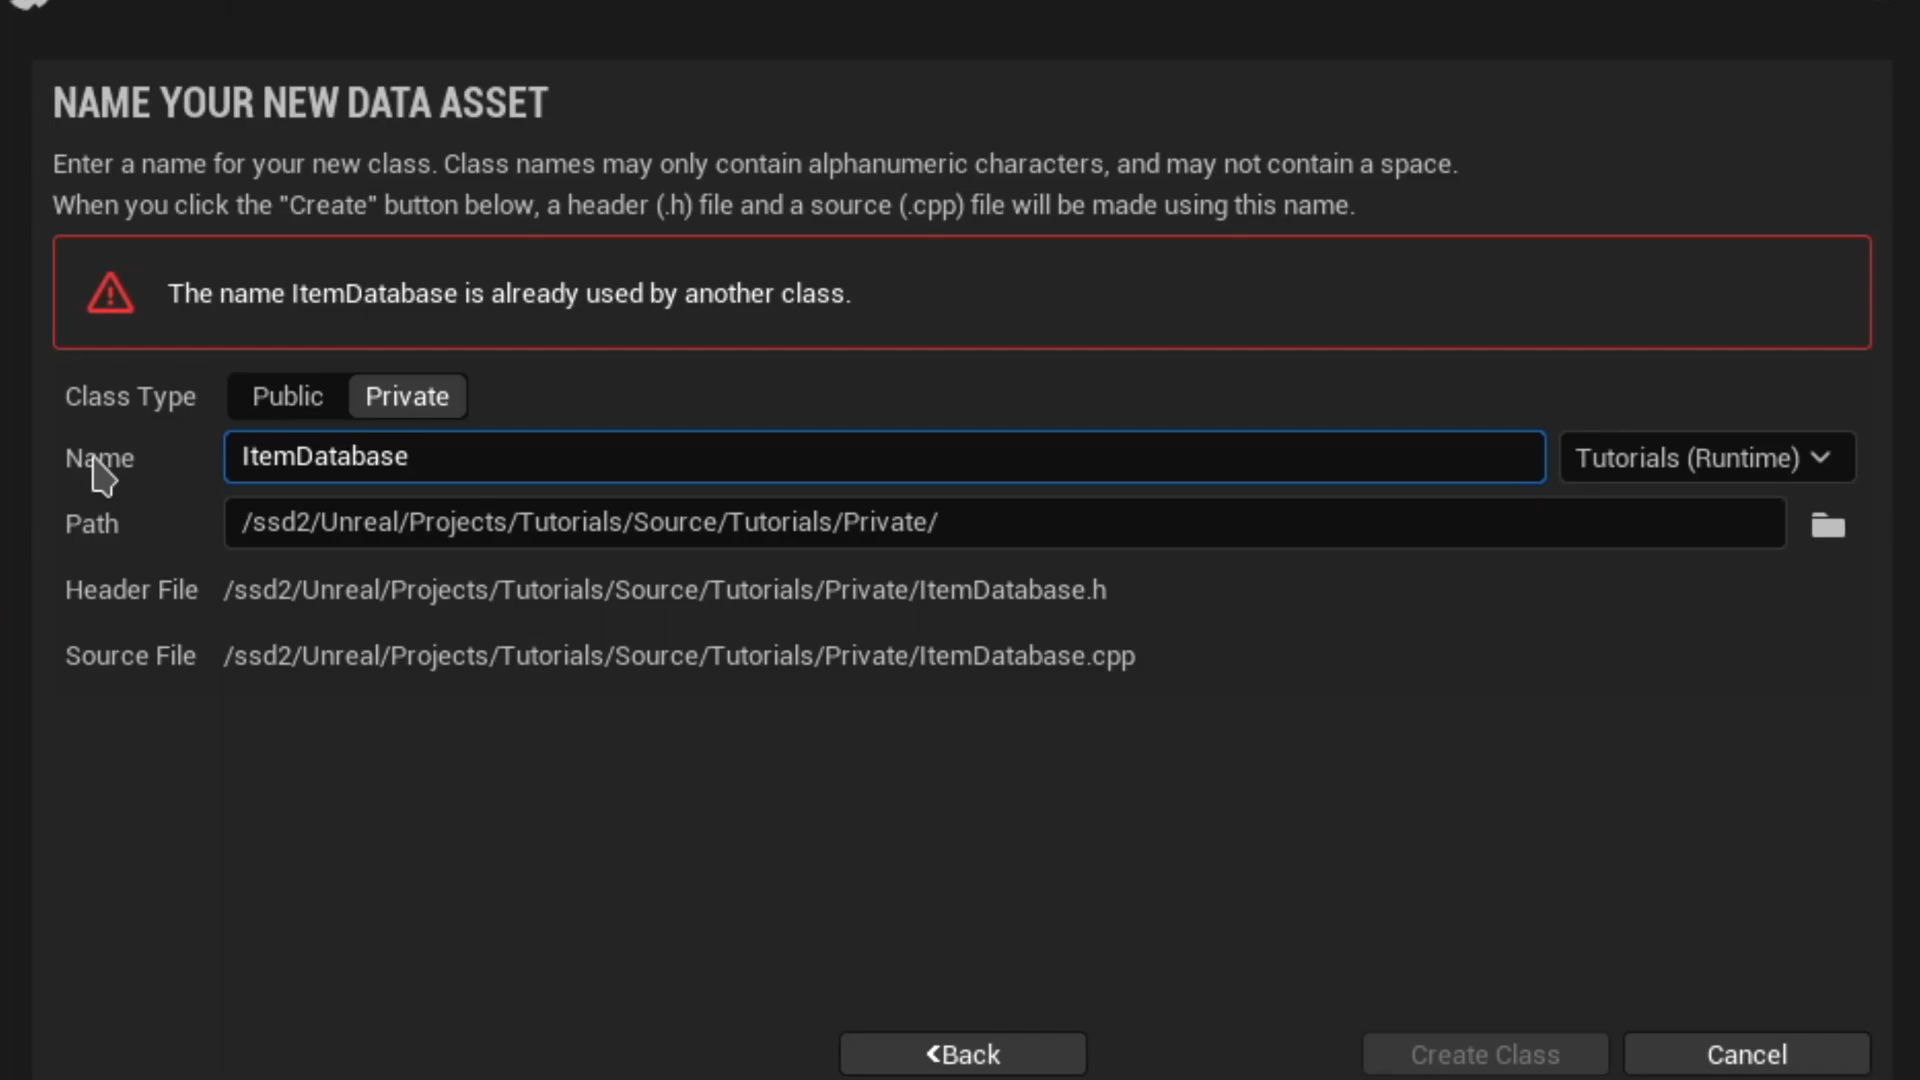 NAME YOUR NEW DATA ASSET
Enter a name for your new class. Class names may only contain alphanumeric characters, and may not contain a space.
When you click the "Create" button below, a header (.h) file and a source (.cpp) file will be made using this name.
The name ItemDatabase is already used by another class.
Class Type Public Private
Name ItemDatabase Tutorials (Runtime)
Path /ssd2/Unreal/Projects/Tutorials/Source/Tutorials/Private/
Header File /ssd2/Unreal/Projects/Tutorials/Source/Tutorials/Private/ItemDatabase.h
Source File /ssd2/Unreal/Projects/Tutorials/Source/Tutorials/Private/ItemDatabase.cpp
Back Create Class Cancel